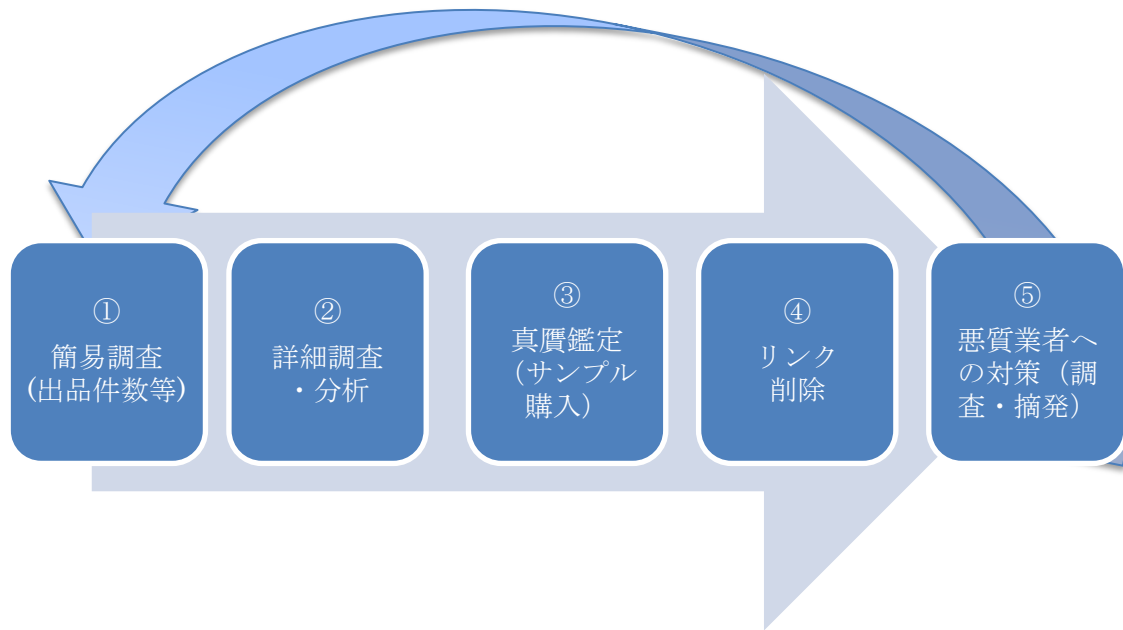 ①
簡易調査
(出品件数等)
②
詳細調査
・分析
③
真贋鑑定
（サンプル
購入）
④
リンク
削除
⑤
悪質業者へ
の対策（調
査・摘発）